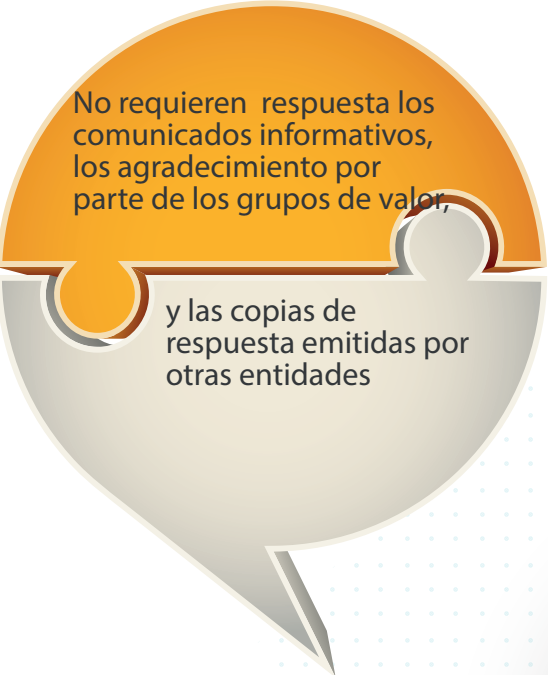 No requieren  respuesta los
comunicados informativos,
los agradecimiento por
parte de los grupos de valor,
y las copias de
respuesta emitidas por
otras entidades